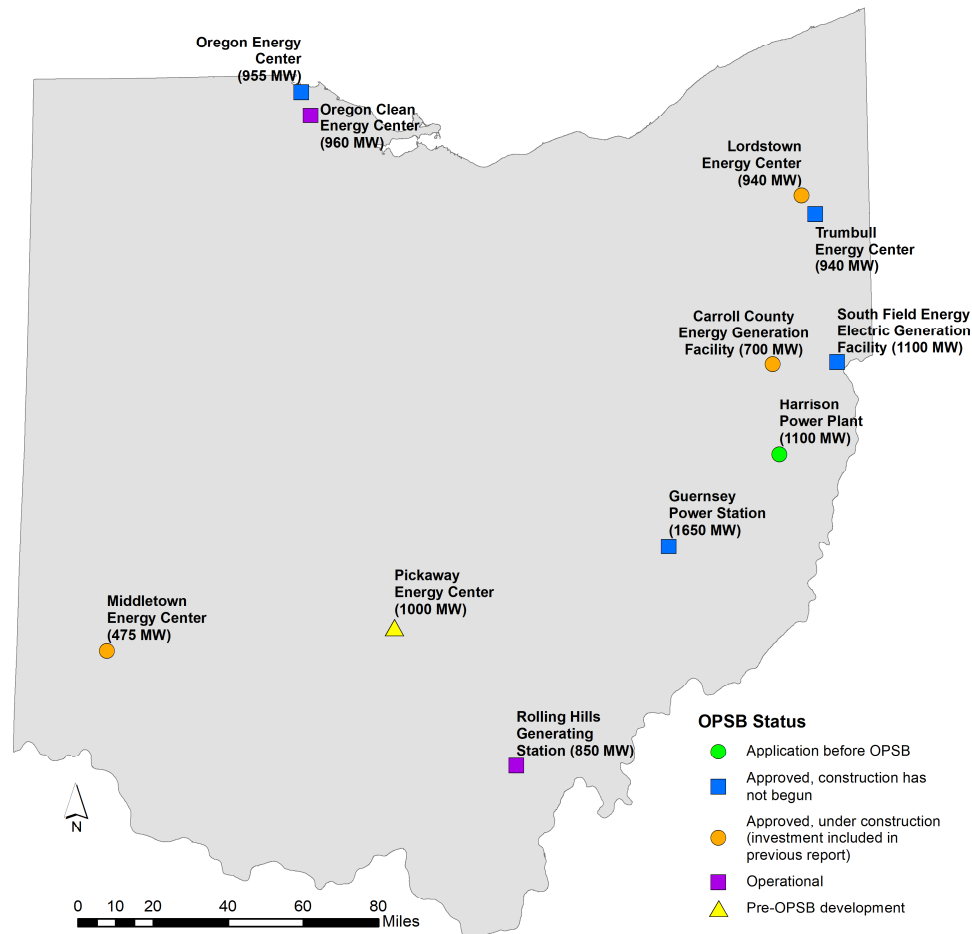 Oregon Energy
Center
(955 MW)
Oregon Clean
Energy Center
(960 MW)
Lordstown
Energy Center
(940 MW)
Trumbull
Energy Center
(940 MW)
Carroll County
Energy Generation
Facility (700 MW)
South Field Energy
Electric Generation
Facility (1100 MW)
Harrison
Power Plant
(1100 MW)
Guernsey
Power Station
(1650 MW)
Pickaway
Energy Center
(1000 MW)
Middletown
Energy Center
(475 MW)
Rolling Hills
Generating
Station (850 MW)
OPSB Status
Application before OPSB
Approved, construction has
not begun
Approved, under construction
(investment included in
previous report)
Operational
Pre-OPSB development
N
0 10 20 40 60 80
Miles